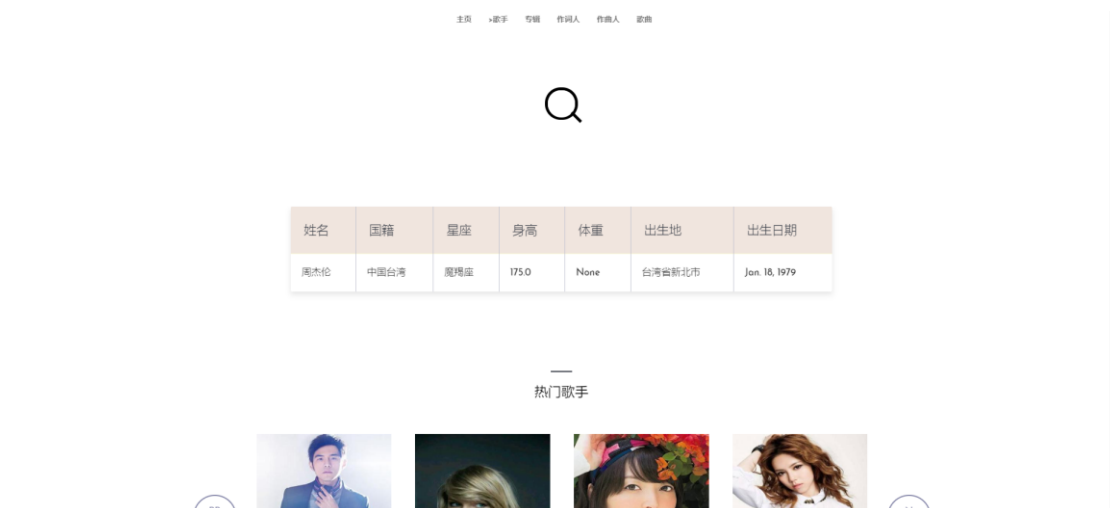 主页 »歌手 专辑 作词人 作曲人 歌曲
姓名 国籍 星座 身高 体重 出生地 出生日期
周杰伦 中国台湾 魔羯座 175.0 None 台湾省新北市 Jan. 18, 1979
热门歌手